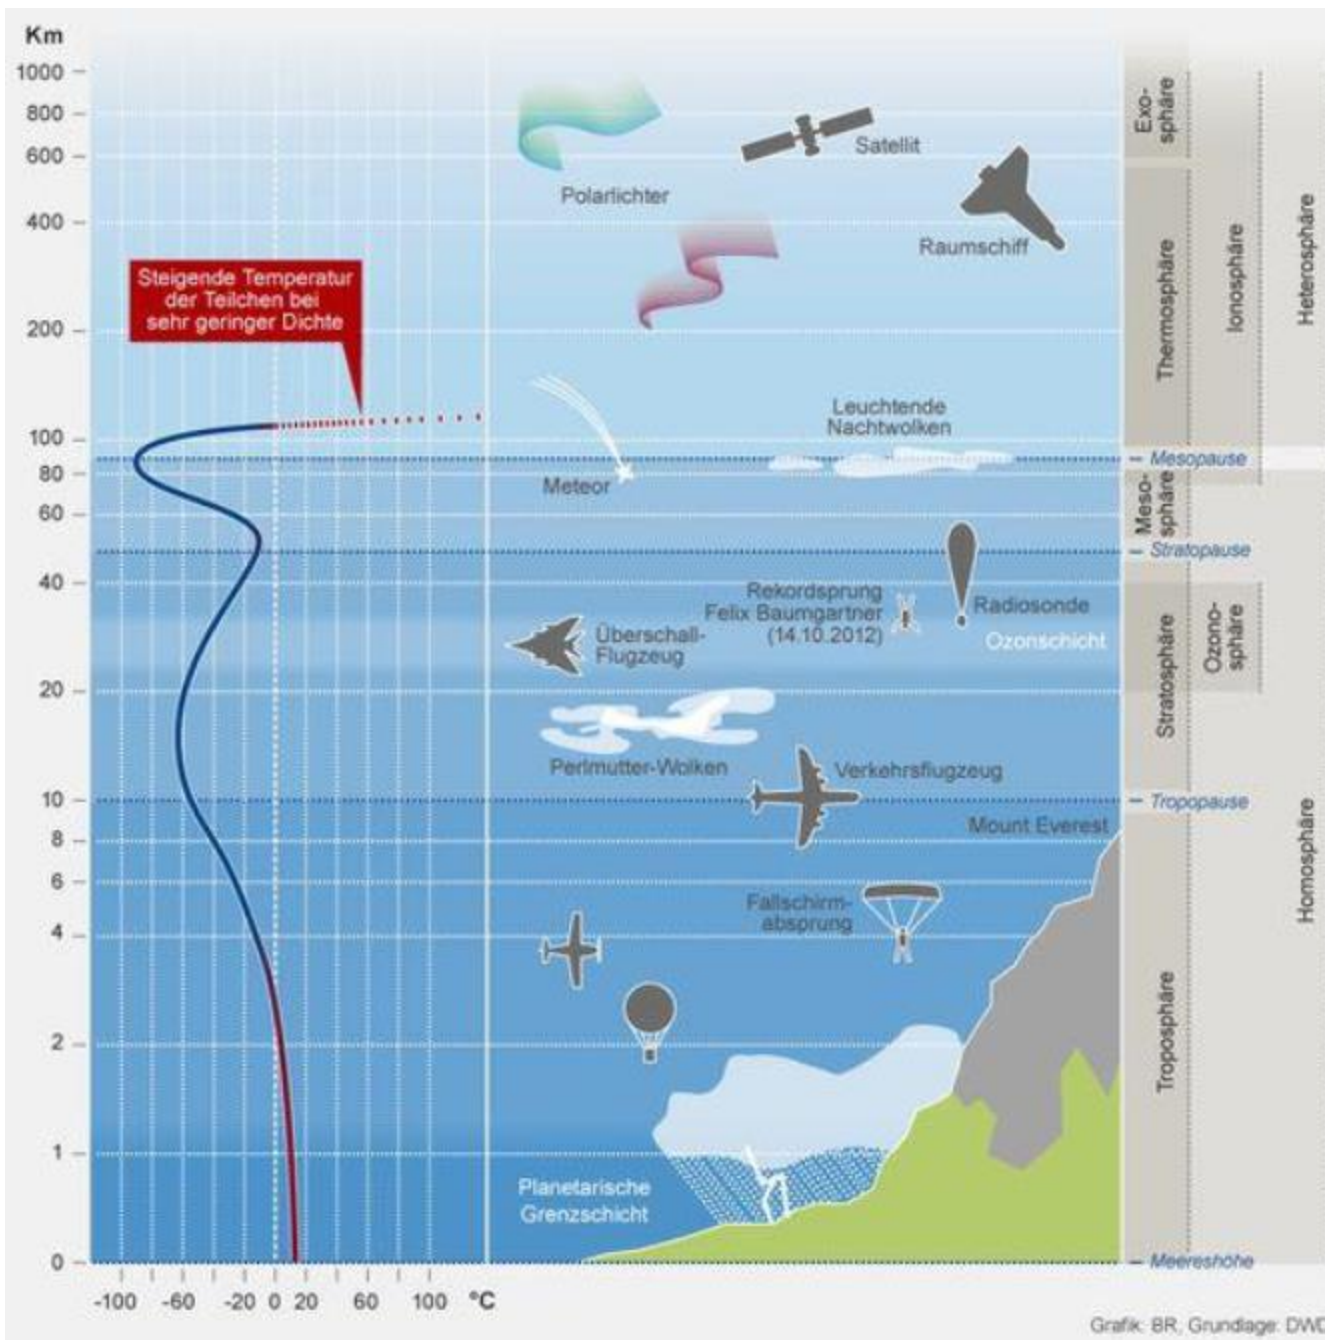 Km
1000
800
600
400
200
100
80
60
40
20
10
8
6
4
2
1
0
-100 -60 -20 0 20 60 100 °C
Steigende Temperatur
der Teilchen bei
sehr geringer Dichte
Polarlichter
Satellit
Raumschiff
Leuchtende
Nachtwolken
Meteor
Rekordsprung
Felix Baumgartner
(14.10.2012)
Radiosonde
Ozonschicht
Überschall-
Flugzeug
Perlmutter-Wolken
Verkehrsflugzeug
Mount Everest
Fallschirm-
absprung
Planetarische
Grenzschicht
Exo-
sphäre
Thermosphäre
Meso-
sphäre
Stratosphäre
Troposphäre
Ionosphäre
Ozono-
sphäre
Heterosphäre
Homosphäre
Mesopause
Stratopause
Tropopause
Meereshöhe
Grafik: BR, Grundlage: DWD